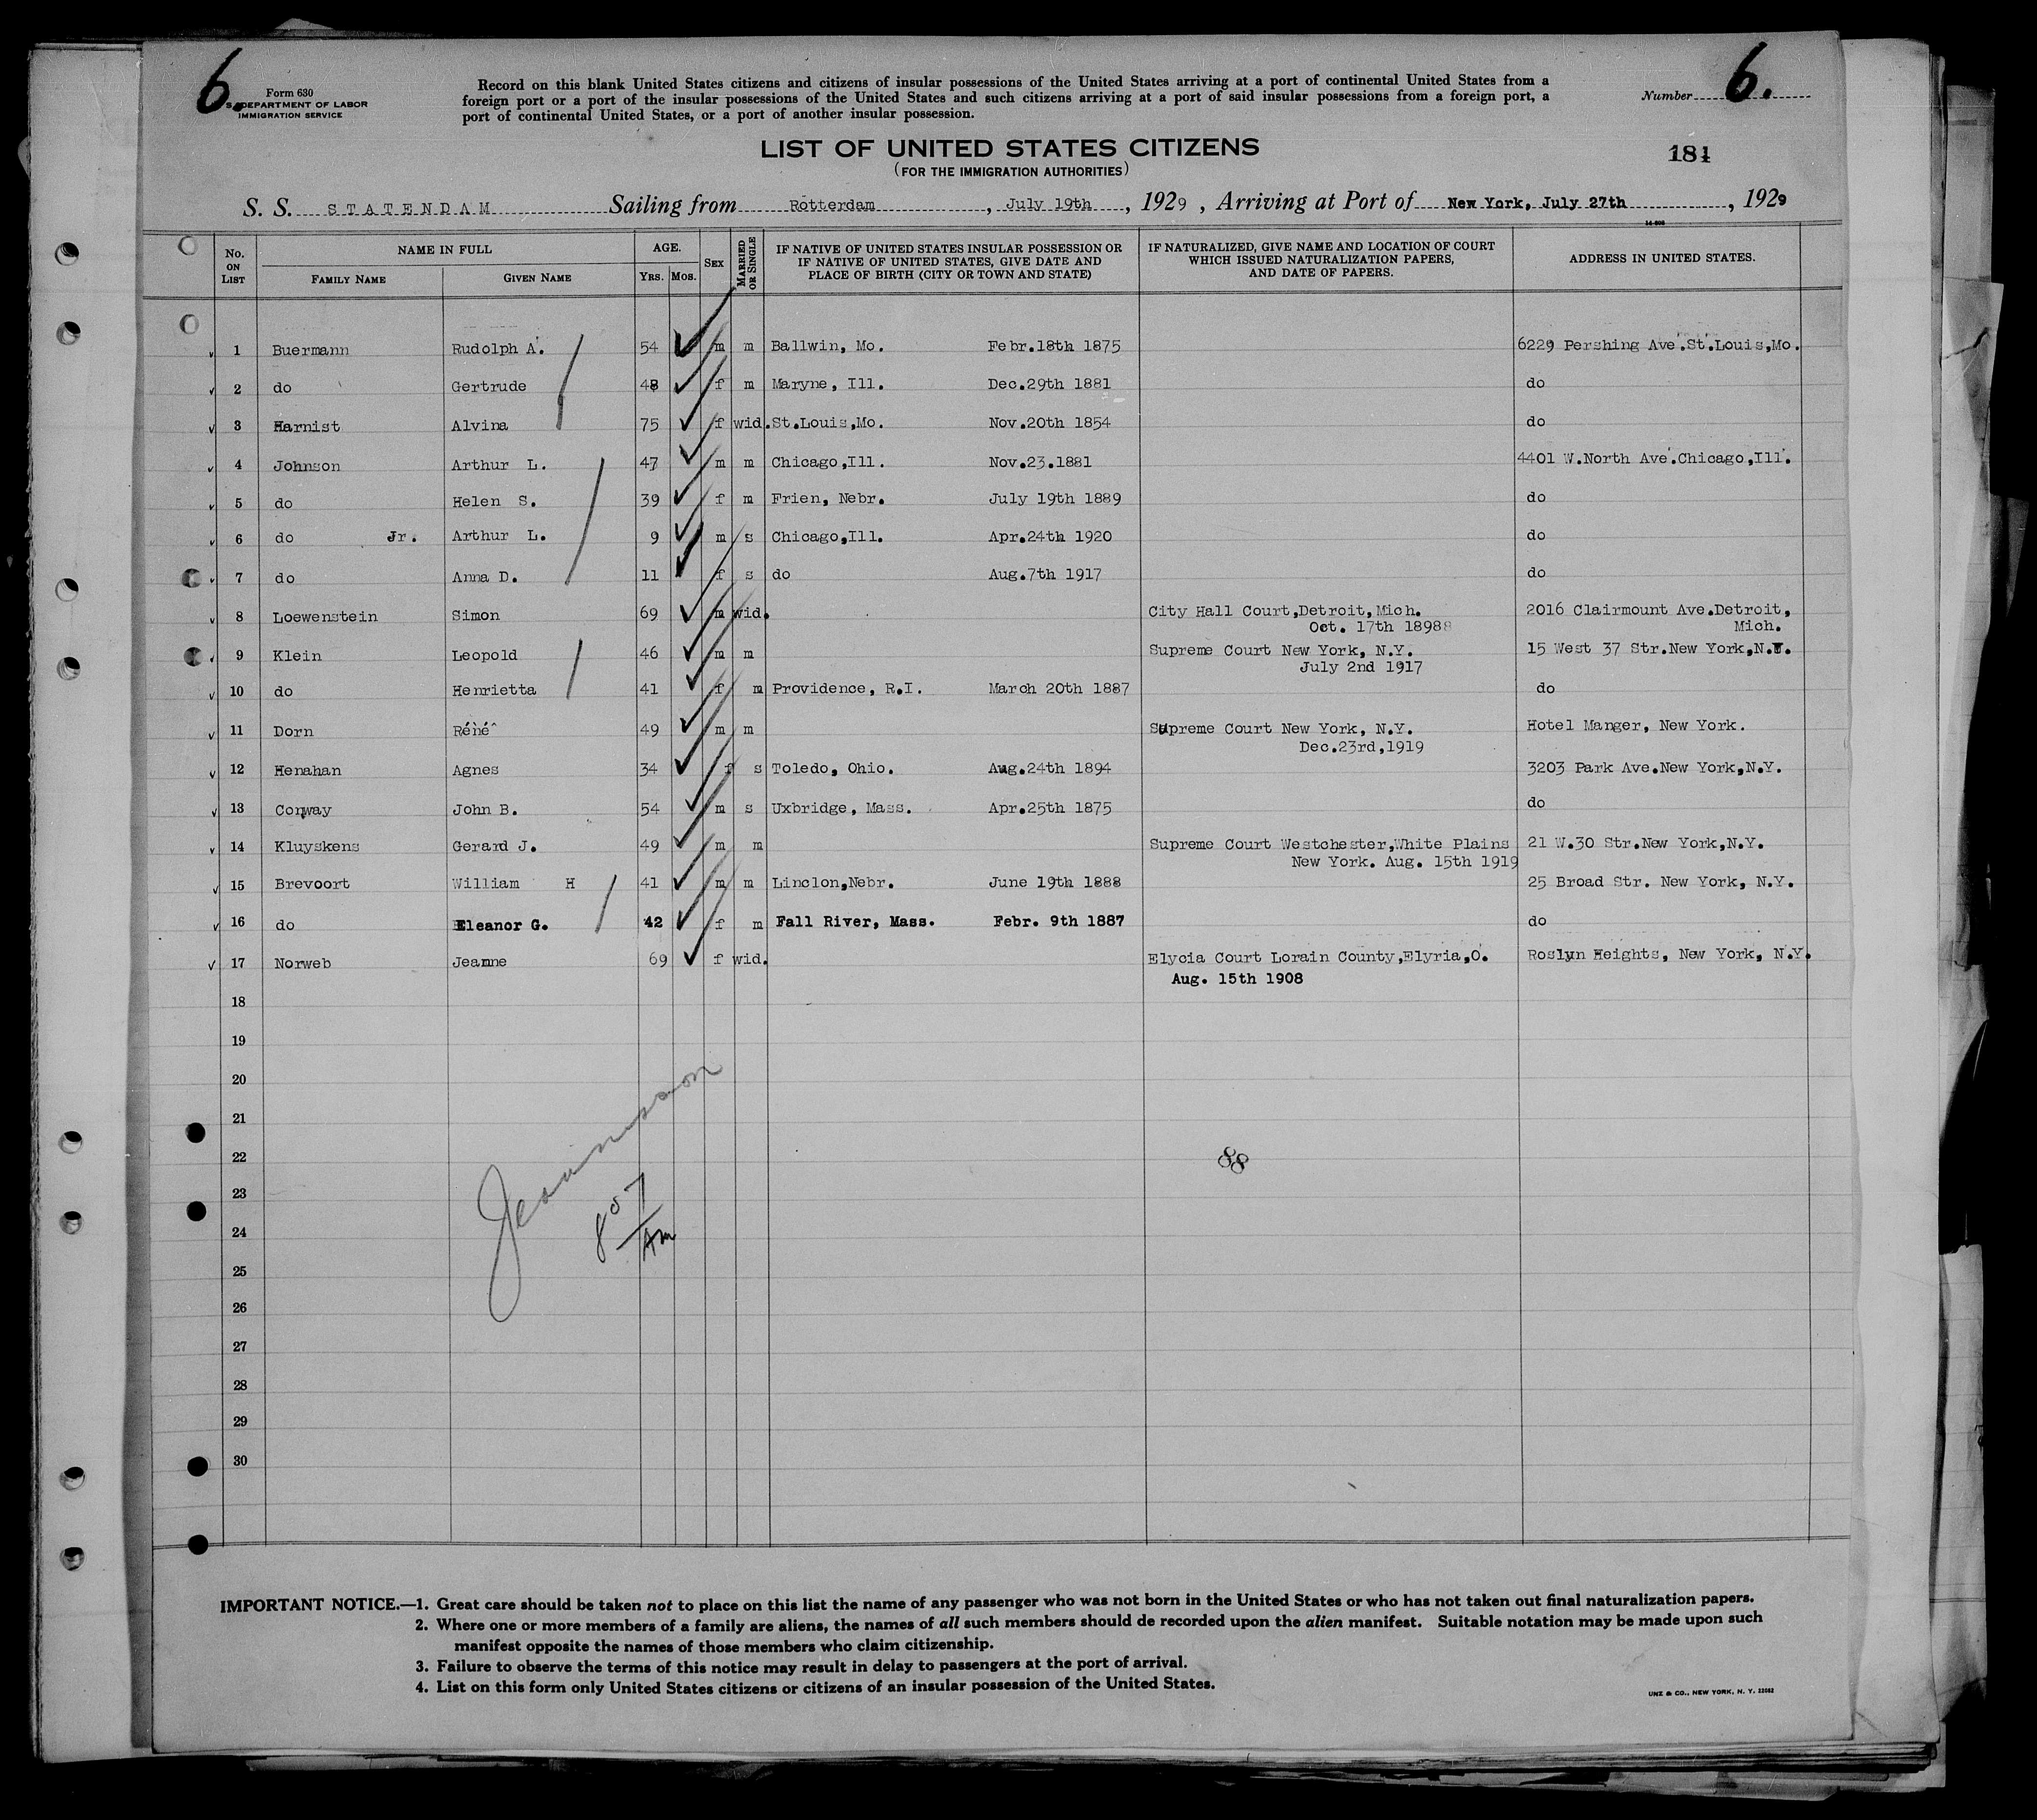 6. 6.
Form 630
S. DEPARTMENT OF LABOR
IMMIGRATION SERVICE
Record on this blank United States citizens and citizens of insular possessions of the United States arriving at a port of continental United States from a
foreign port or a port of the insular possessions of the United States and such citizens arriving at a port of said insular possessions from a foreign port, a
port of continental United States, or a port of another insular possession.
Number 6.
LIST OF UNITED STATES CITIZENS
(FOR THE IMMIGRATION AUTHORITIES)
181
S. S. STATENDAM Sailing from Rotterdam, July 19th, 1929, Arriving at Port of New York, July 27th, 1929
No. ON LIST NAME IN FULL FAMILY NAME GIVEN NAME AGE. YRS. MOS. SEX MARRIED OR SINGLE IF NATIVE OF UNITED STATES INSULAR POSSESSION OR IF NATIVE OF UNITED STATES, GIVE DATE AND PLACE OF BIRTH (CITY OR TOWN AND STATE) IF NATURALIZED, GIVE NAME AND LOCATION OF COURT WHICH ISSUED NATURALIZATION PAPERS, AND DATE OF PAPERS. ADDRESS IN UNITED STATES.
1 Buermann Rudolph A. 54 m m Ballwin, Mo. Febr.18th 1875 6229 Pershing Ave.St.Louis,Mo.
2 do Gertrude 48 f m Maryne, Ill. Dec.29th 1881 do
3 Harnist Alvina 75 f wid. St.Louis,Mo. Nov.20th 1854 do
4 Johnson Arthur L. 47 m m Chicago,Ill. Nov.23.1881 4401 W.North Ave.Chicago,Ill.
5 do Helen S. 39 f m Frien, Nebr. July 19th 1889 do
6 do Jr. Arthur L. 9 m s Chicago,Ill. Apr.24th 1920 do
7 do Anna D. 11 f s do Aug.7th 1917 do
8 Loewenstein Simon 69 m wid. City Hall Court,Detroit,Mich. 2016 Clairmount Ave.Detroit,
Oct. 17th 18988 Mich.
9 Klein Leopold 46 m m Supreme Court New York, N.Y. 15 West 37 Str.New York,N.Y.
July 2nd 1917
10 do Henrietta 41 f m Providence, R.I. March 20th 1887 do
11 Dorn Réné 49 m m Supreme Court New York, N.Y. Hotel Manger, New York.
Dec.23rd,1919
12 Henahan Agnes 34 f s Toledo, Ohio. Aug.24th 1894 3203 Park Ave.New York,N.Y.
13 Conway John B. 54 m s Uxbridge, Mass. Apr.25th 1875 do
14 Kluyskens Gerard J. 49 m m Supreme Court Westchester,White Plains 21 W.30 Str.New York,N.Y.
New York. Aug. 15th 1919
15 Brevoort William H 41 m m Linclon,Nebr. June 19th 1888 25 Broad Str. New York, N.Y.
16 do Eleanor G. 42 f m Fall River, Mass. Febr. 9th 1887 do
17 Norweb Jeanne 69 f wid. Elycia Court Lorain County,Elyria,O. Roslyn Heights, New York, N.Y.
Aug. 15th 1908
18
19
20
21
22
23
24
25
26
27
28
29
30
88
857
AM
IMPORTANT NOTICE.—1. Great care should be taken not to place on this list the name of any passenger who was not born in the United States or who has not taken out final naturalization papers.
2. Where one or more members of a family are aliens, the names of all such members should de recorded upon the alien manifest. Suitable notation may be made upon such
manifest opposite the names of those members who claim citizenship.
3. Failure to observe the terms of this notice may result in delay to passengers at the port of arrival.
4. List on this form only United States citizens or citizens of an insular possession of the United States.
UNZ & CO., NEW YORK, N. Y. 22052